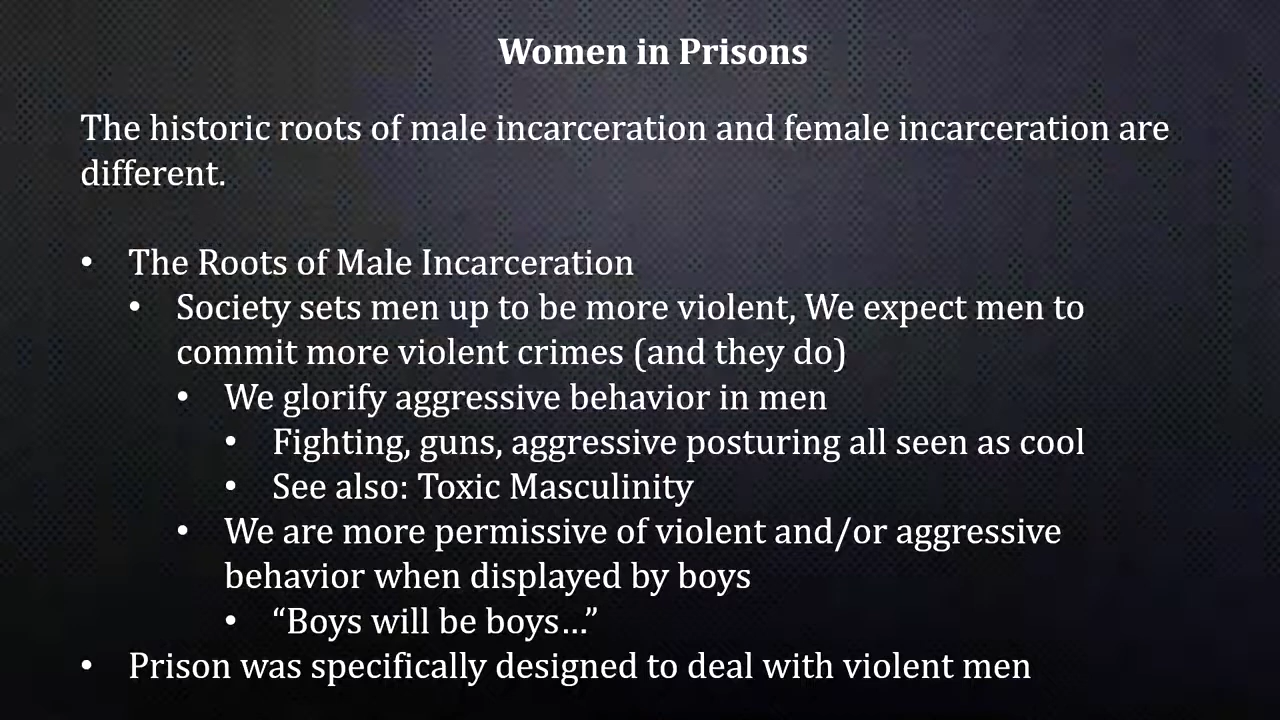 Women in Prisons
The historic roots of male incarceration and female incarceration are
different.
• The Roots of Male Incarceration
• Society sets men up to be more violent, We expect men to
commit more violent crimes (and they do)
• We glorify aggressive behavior in men
• Fighting, guns, aggressive posturing all seen as cool
• See also: Toxic Masculinity
• We are more permissive of violent and/or aggressive
behavior when displayed by boys
• “Boys will be boys…”
• Prison was specifically designed to deal with violent men